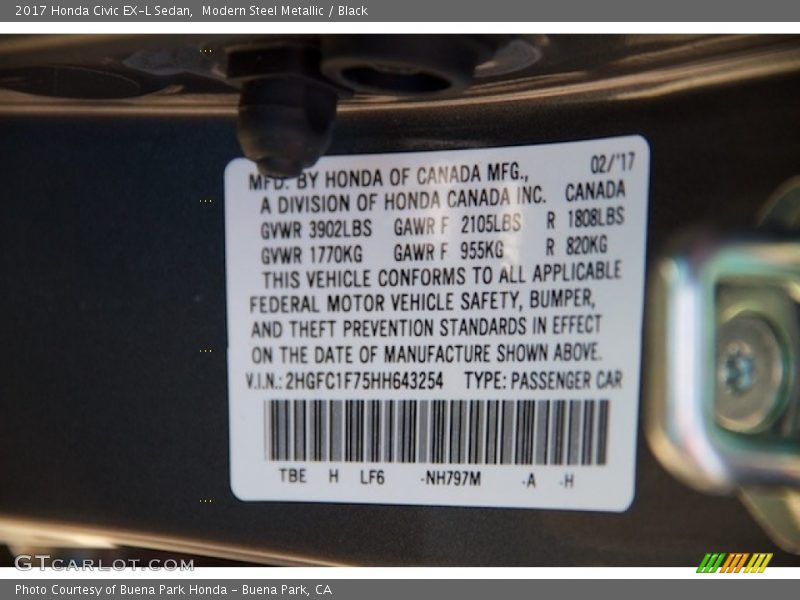 2017 Honda Civic EX-L Sedan, Modern Steel Metallic / Black
02/'17
MFD. BY HONDA OF CANADA MFG.,
A DIVISION OF HONDA CANADA INC. CANADA
GVWR 3902LBS GAWR F 2105LBS R 1808LBS
GVWR 1770KG GAWR F 955KG R 820KG
THIS VEHICLE CONFORMS TO ALL APPLICABLE
FEDERAL MOTOR VEHICLE SAFETY, BUMPER,
AND THEFT PREVENTION STANDARDS IN EFFECT
ON THE DATE OF MANUFACTURE SHOWN ABOVE.
V.I.N.: 2HGFC1F75HH643254 TYPE: PASSENGER CAR
TBE H LF6 -NH797M -A -H
GTCARLOT.COM
Photo Courtesy of Buena Park Honda - Buena Park, CA